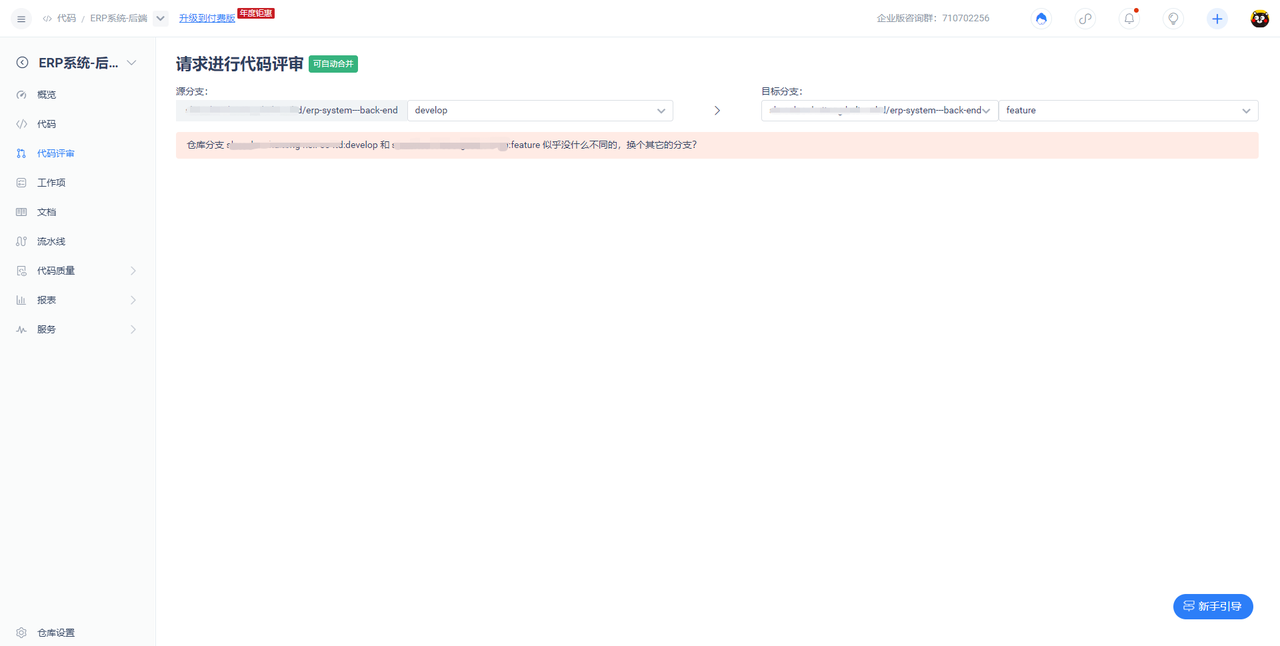 代码 / ERP系统-后端 升级到付费版 年度钜惠 企业版咨询群：710702256
ERP系统-后...
概览
代码
代码评审
工作项
文档
流水线
代码质量
报表
服务
仓库设置
请求进行代码评审 可自动合并
源分支： 目标分支：
/erp-system---back-end develop /erp-system---back-end feature
仓库分支 :develop 和 :feature 似乎没什么不同的，换个其它的分支？
新手引导